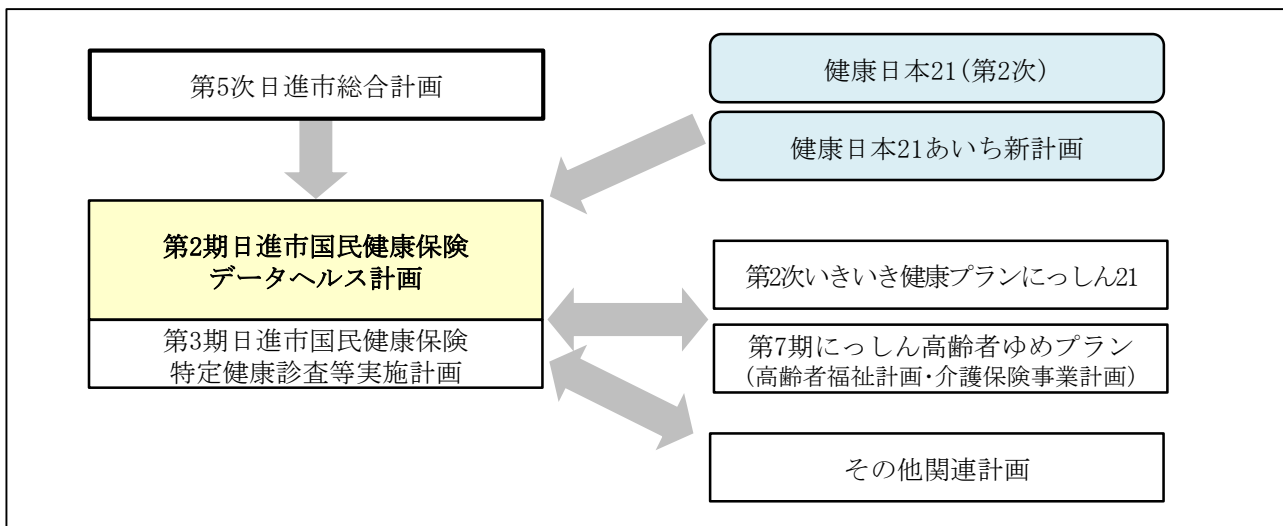 第5次日進市総合計画
健康日本21(第2次)
健康日本21あいち新計画
第2期日進市国民健康保険
データヘルス計画
第3期日進市国民健康保険
特定健康診査等実施計画
第2次いきいき健康プランにっしん21
第7期にっしん高齢者ゆめプラン
(高齢者福祉計画・介護保険事業計画)
その他関連計画